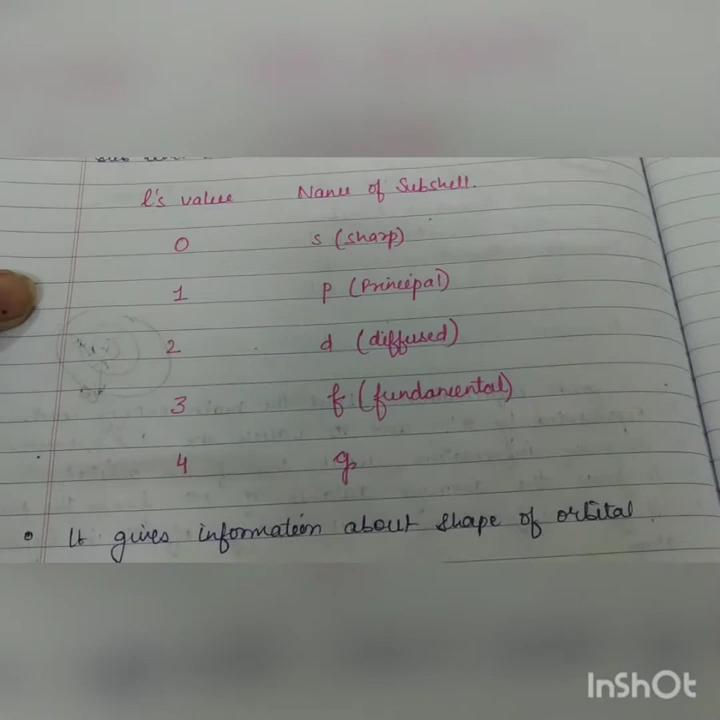 l's value Name of Subshell.
0 s (sharp)
1 p (Principal)
2 d (diffused)
3 f (fundamental)
4 g
• It gives information about shape of orbital
InShOt